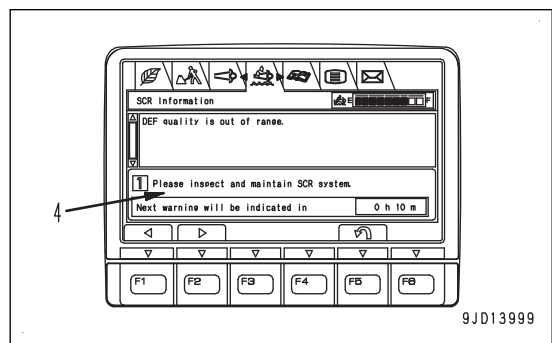 SCR Information
E F
DEF quality is out of range.
1 Please inspect and maintain SCR system.
4
Next warning will be indicated in 0 h 10 m
F1 F2 F3 F4 F5 F6
9JD13999